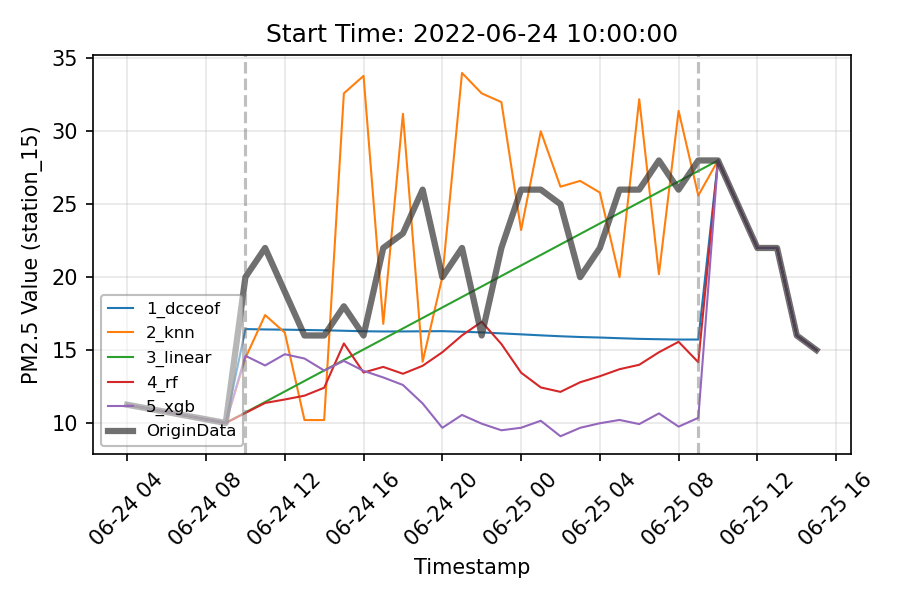 Start Time: 2022-06-24 10:00:00
PM2.5 Value (station_15)
35
30
25
20
15
10
1_dcceof
2_knn
3_linear
4_rf
5_xgb
OriginData
06-24 04
06-24 08
06-24 12
06-24 16
06-24 20
06-25 00
06-25 04
06-25 08
06-25 12
06-25 16
Timestamp